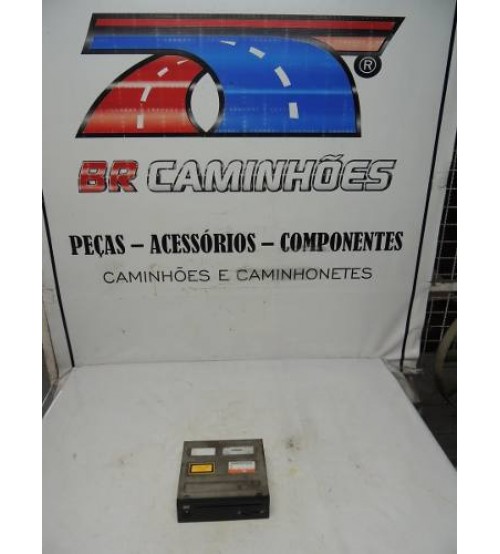 ®
BR CAMINHÕES
PEÇAS – ACESSÓRIOS – COMPONENTES
CAMINHÕES E CAMINHONETES